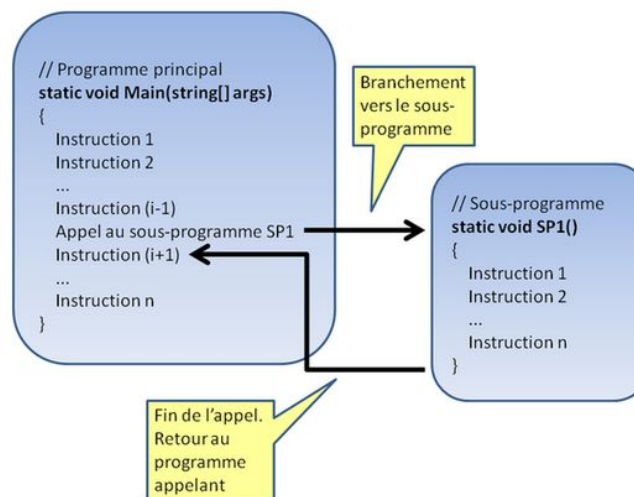 // Programme principal
static void Main(string[] args)
{
Instruction 1
Instruction 2
...
Instruction (i-1)
Appel au sous-programme SP1
Instruction (i+1)
...
Instruction n
}
Branchement
vers le sous-
programme
// Sous-programme
static void SP1()
{
Instruction 1
Instruction 2
...
Instruction n
}
Fin de l’appel.
Retour au
programme
appelant